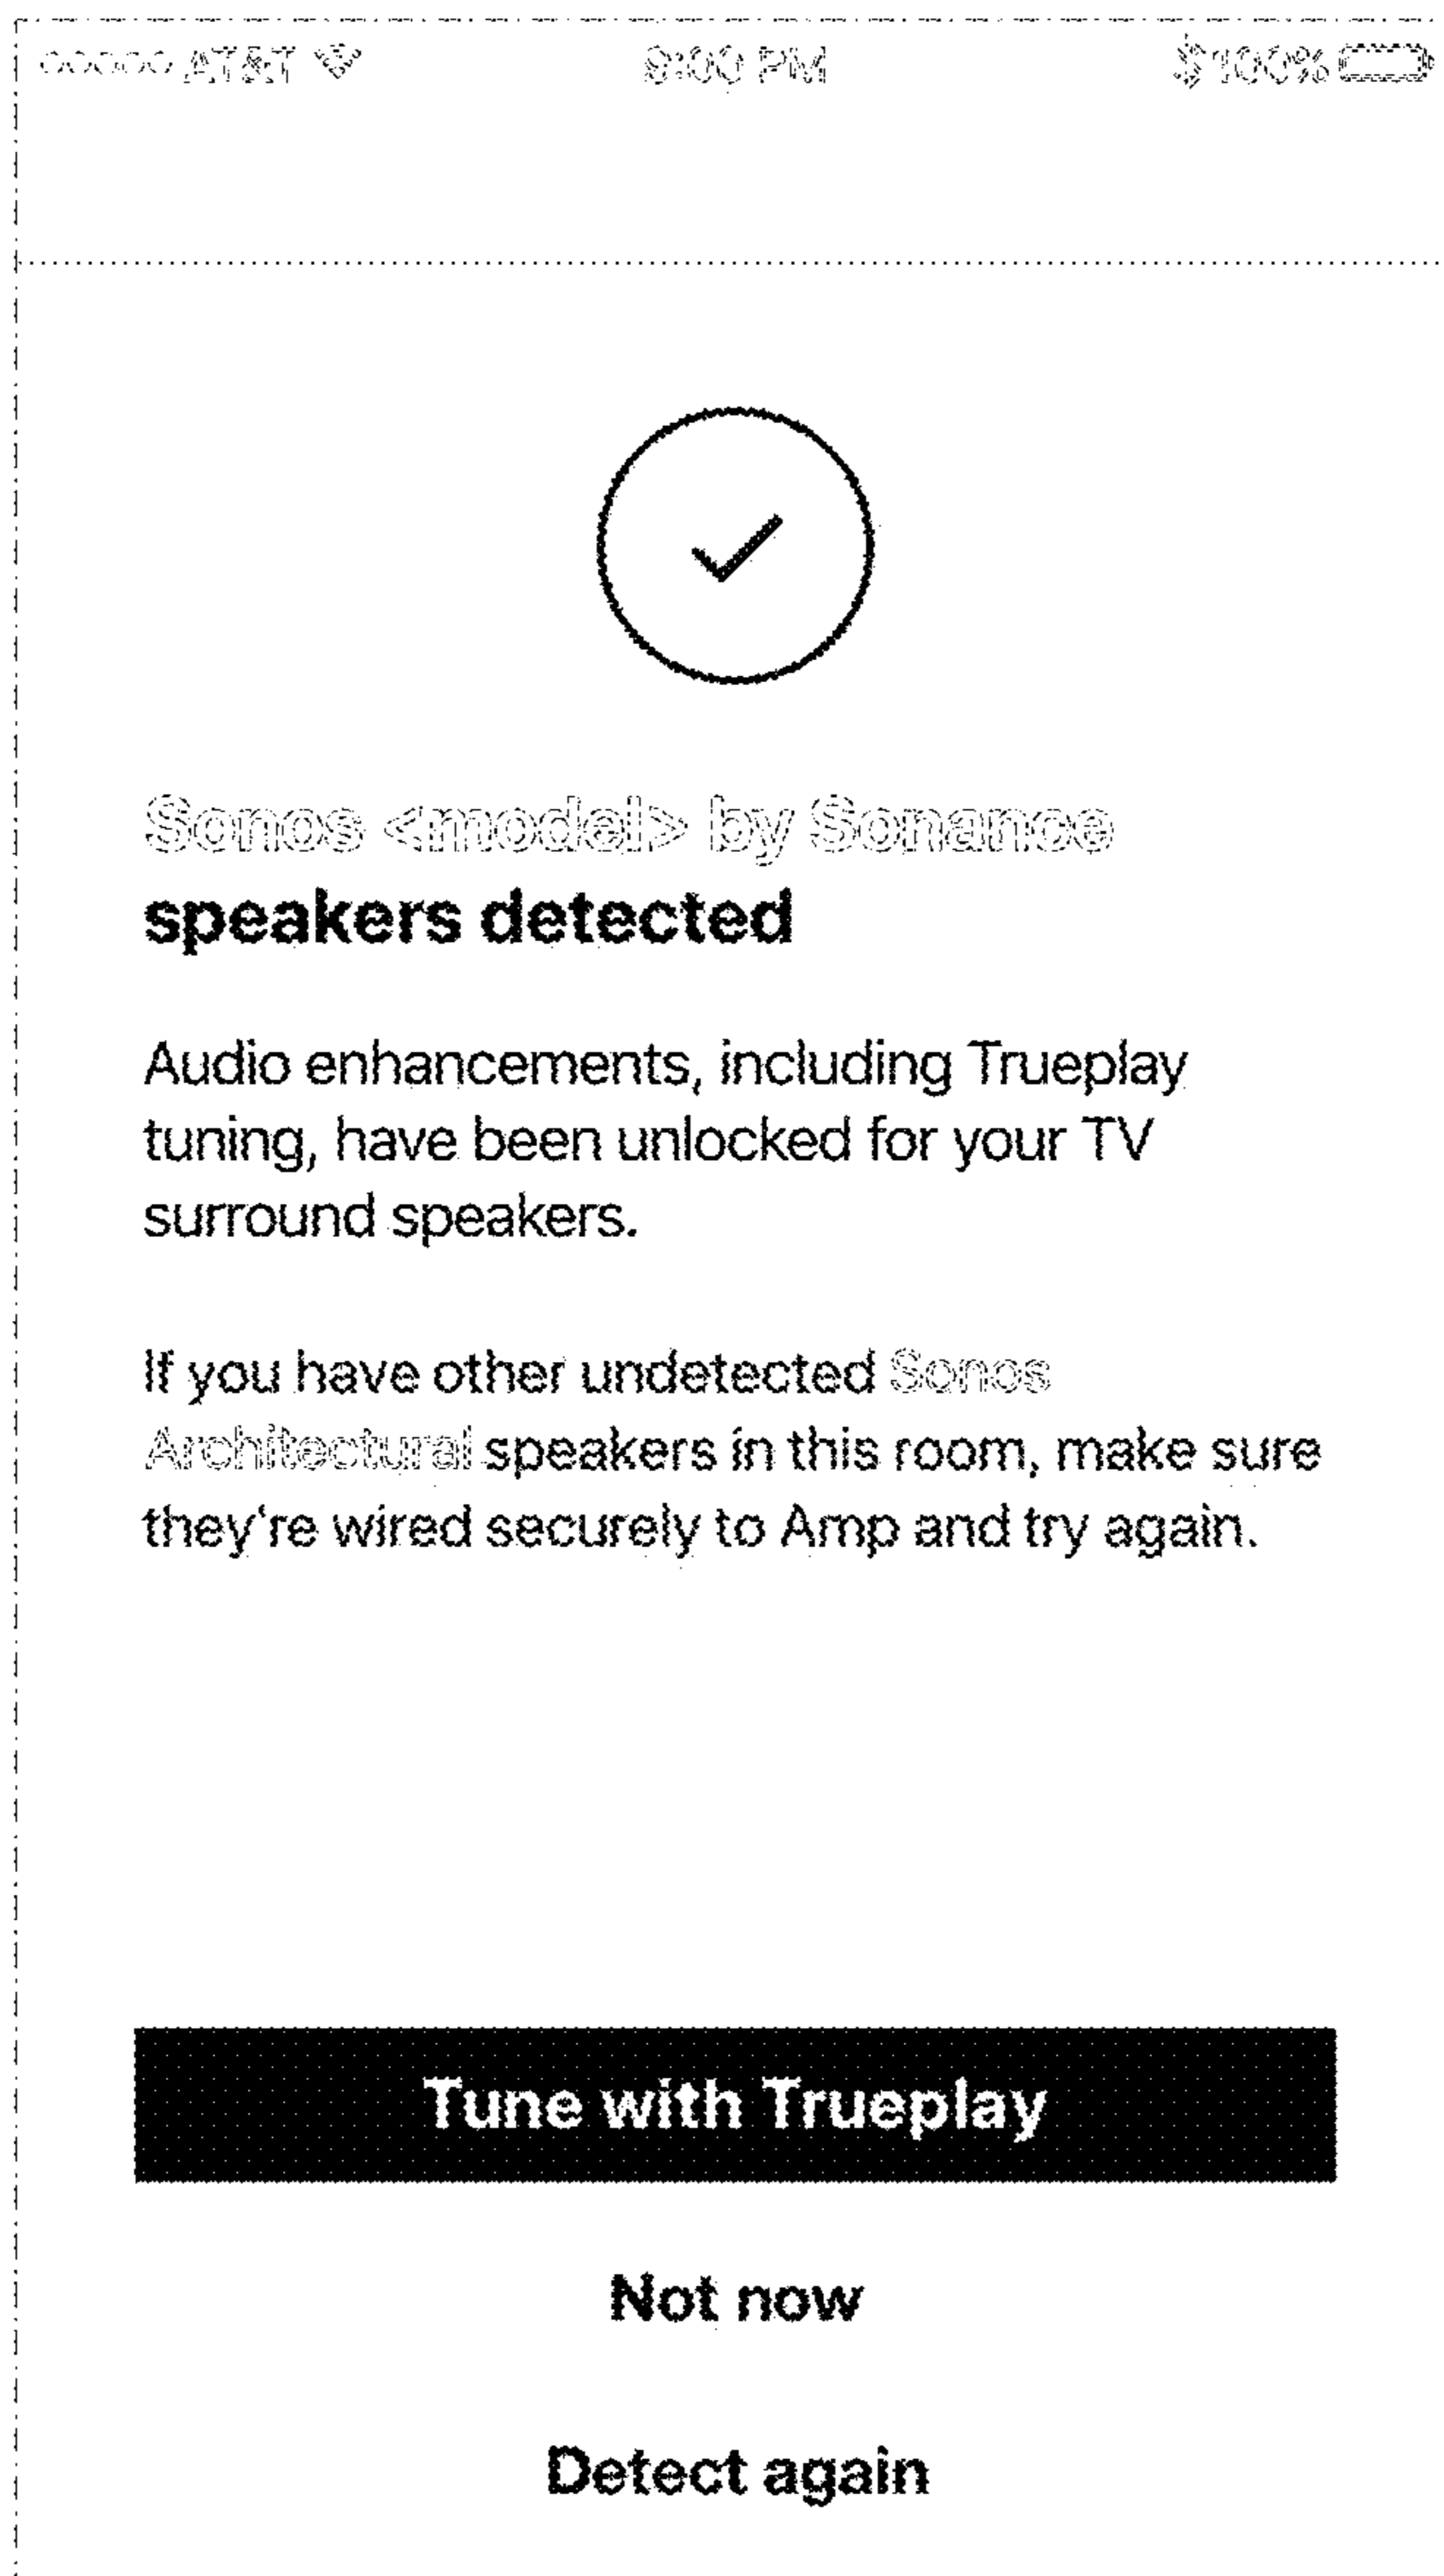 AT&T 9:00 PM 100%
Sonos <model> by Sonance
speakers detected
Audio enhancements, including Trueplay
tuning, have been unlocked for your TV
surround speakers.
If you have other undetected Sonos
Architectural speakers in this room, make sure
they're wired securely to Amp and try again.
Tune with Trueplay
Not now
Detect again